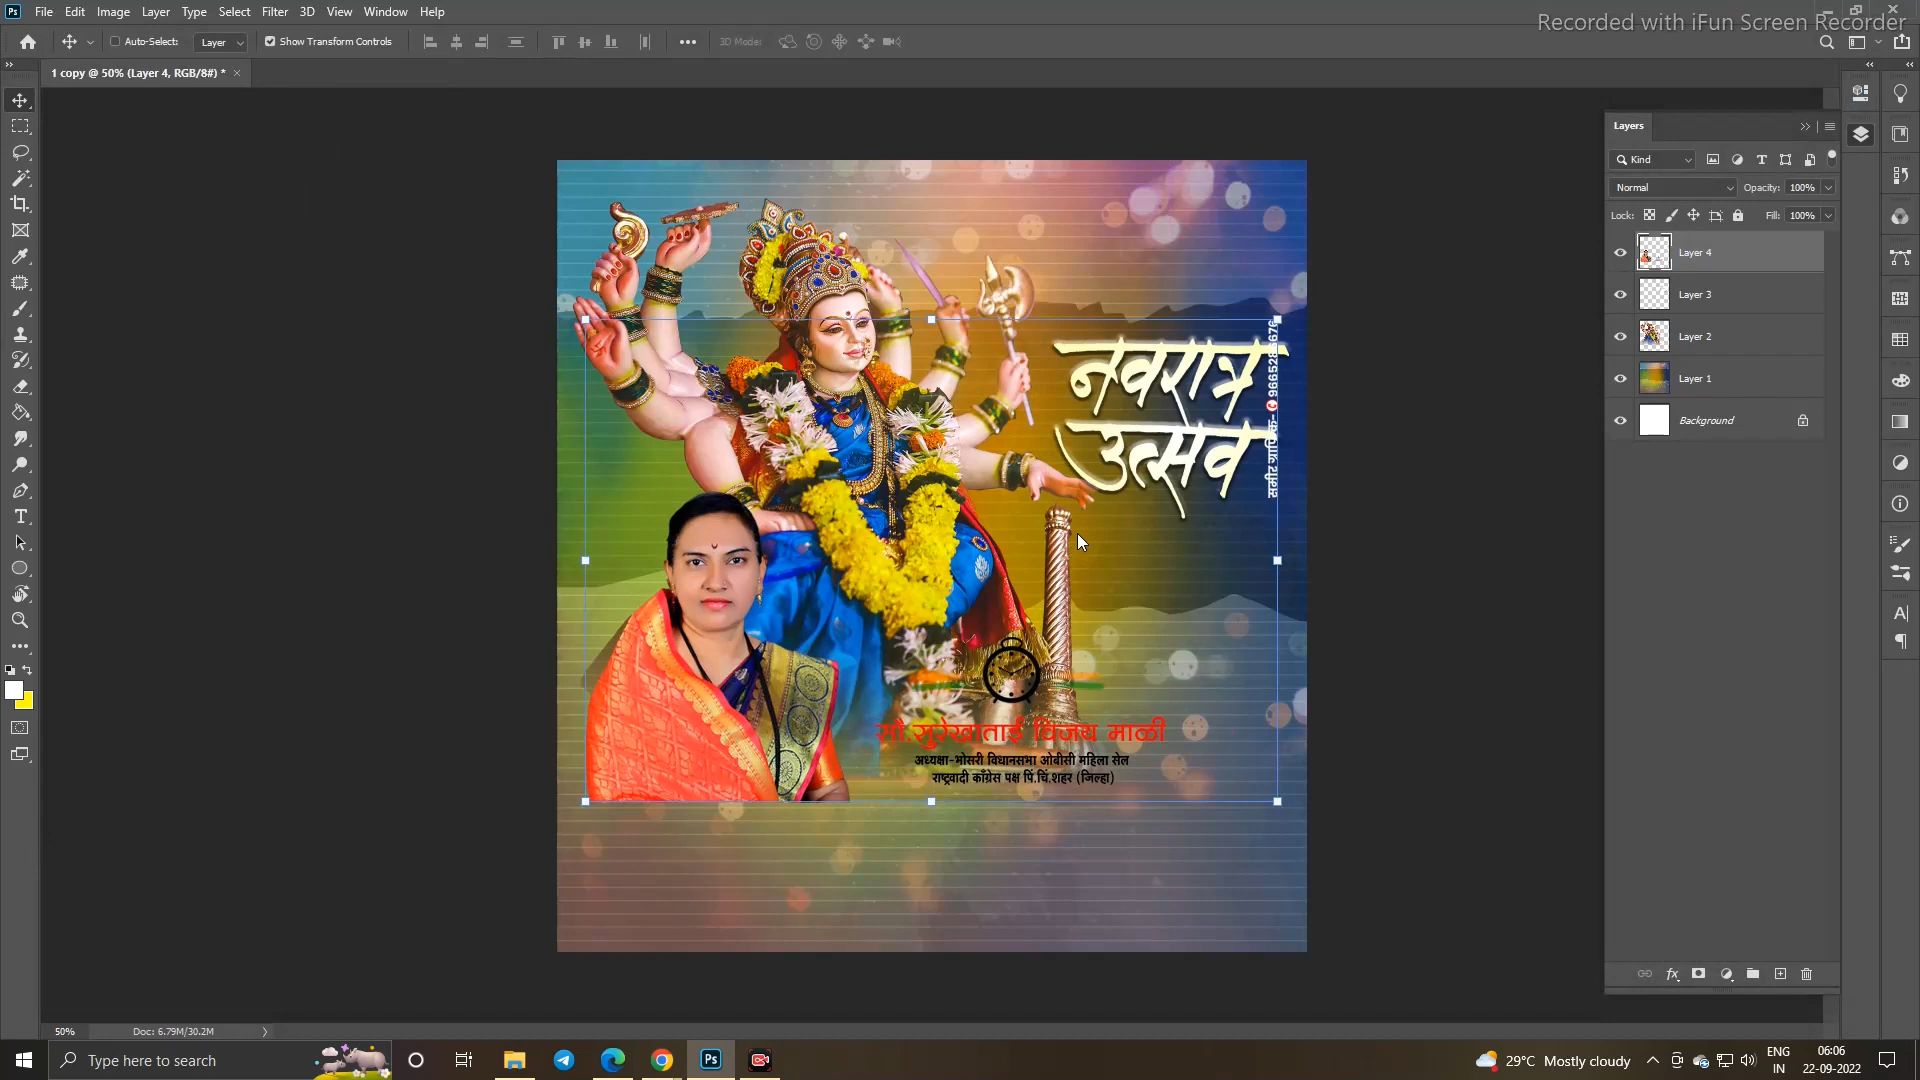 Ps File Edit Image Layer Type Select Filter 3D View Window Help
Recorded with iFun Screen Recorder
Auto-Select: Layer Show Transform Controls 3D Mode:
1 copy @ 50% (Layer 4, RGB/8#) *
Layers
Kind
Normal Opacity: 100%
Lock: Fill: 100%
Layer 4
Layer 3
Layer 2
Layer 1
Background
नवरात्र
उत्सव
9665286676
सौ.सुरेखाताई विजय माळी
अध्यक्षा-भोसरी विधानसभा ओबीसी महिला सेल
राष्ट्रवादी काँग्रेस पक्ष पिं.चिं.शहर (जिल्हा)
50% Doc: 6.79M/30.2M
Type here to search
Ps
29°C Mostly cloudy
ENG
IN
06:06
22-09-2022